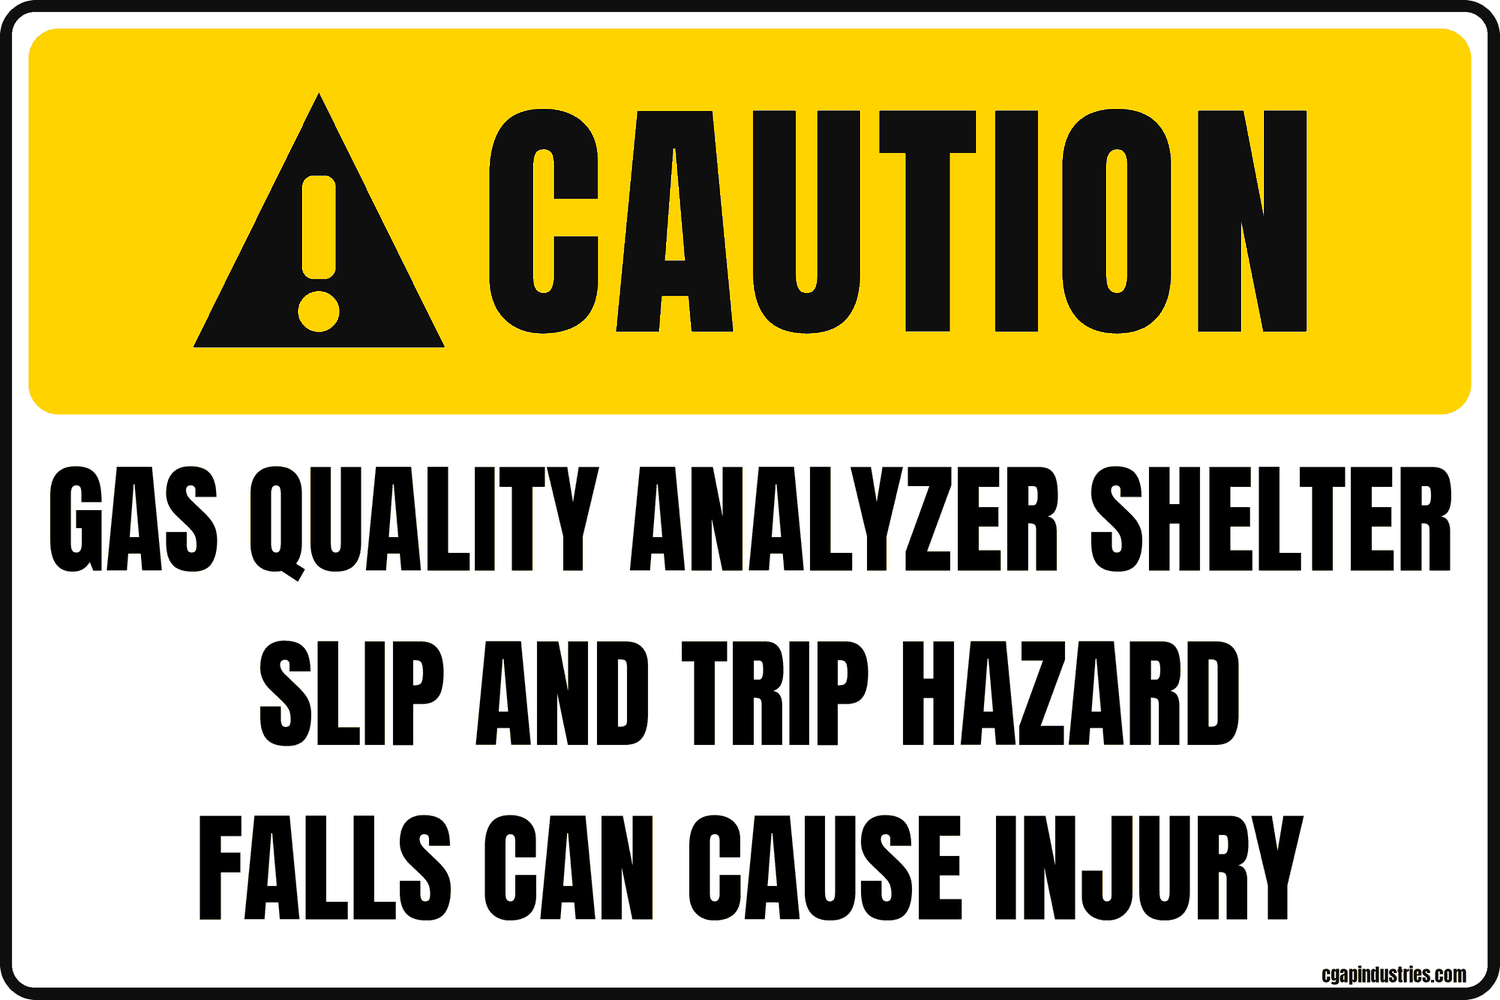 CAUTION
GAS QUALITY ANALYZER SHELTER
SLIP AND TRIP HAZARD
FALLS CAN CAUSE INJURY
cgapindustries.com